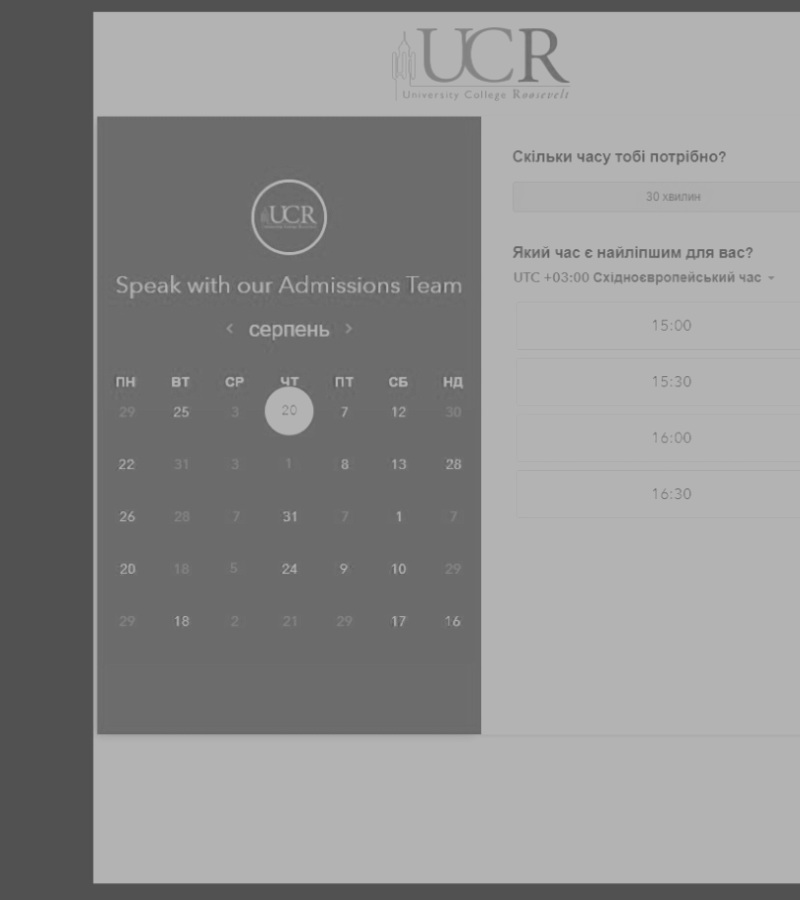 UCR
University College Roosevelt
UCR
Speak with our Admissions Team
< серпень >
ПН ВТ СР ЧТ ПТ СБ НД
29 25 3 20 7 12 30
22 31 3 1 8 13 28
26 28 7 31 7 1 7
20 18 5 24 9 10 29
29 18 2 21 29 17 16
Скільки часу тобі потрібно?
30 хвилин
Який час є найліпшим для вас?
UTC +03:00 Східноєвропейський час
15:00
15:30
16:00
16:30